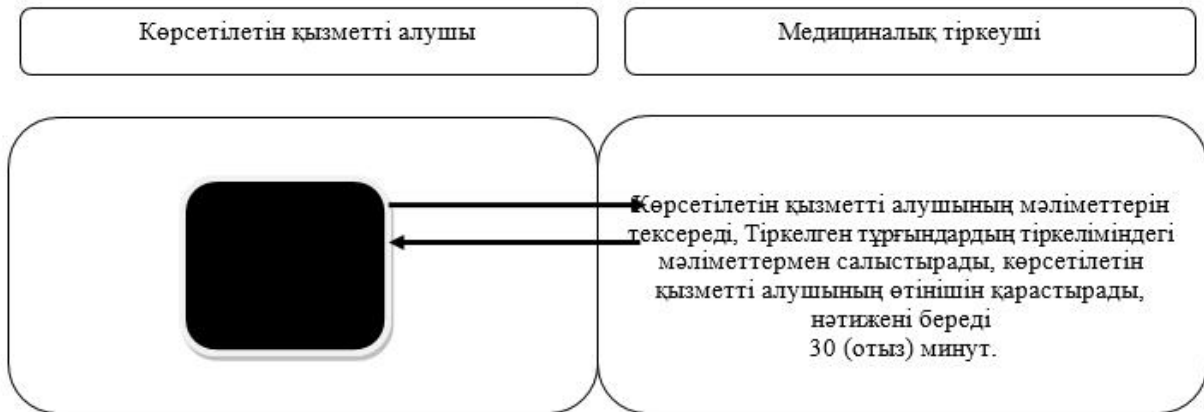 Көрсетілетін қызметті алушы
Медициналық тіркеуші
Көрсетілетін қызметті алушының мәліметтерін
тексереді, Тіркелген тұрғындардың тіркеліміндегі
мәліметтермен салыстырады, көрсетілетін
қызметті алушының өтінішін қарастырады,
нәтижені береді
30 (отыз) минут.